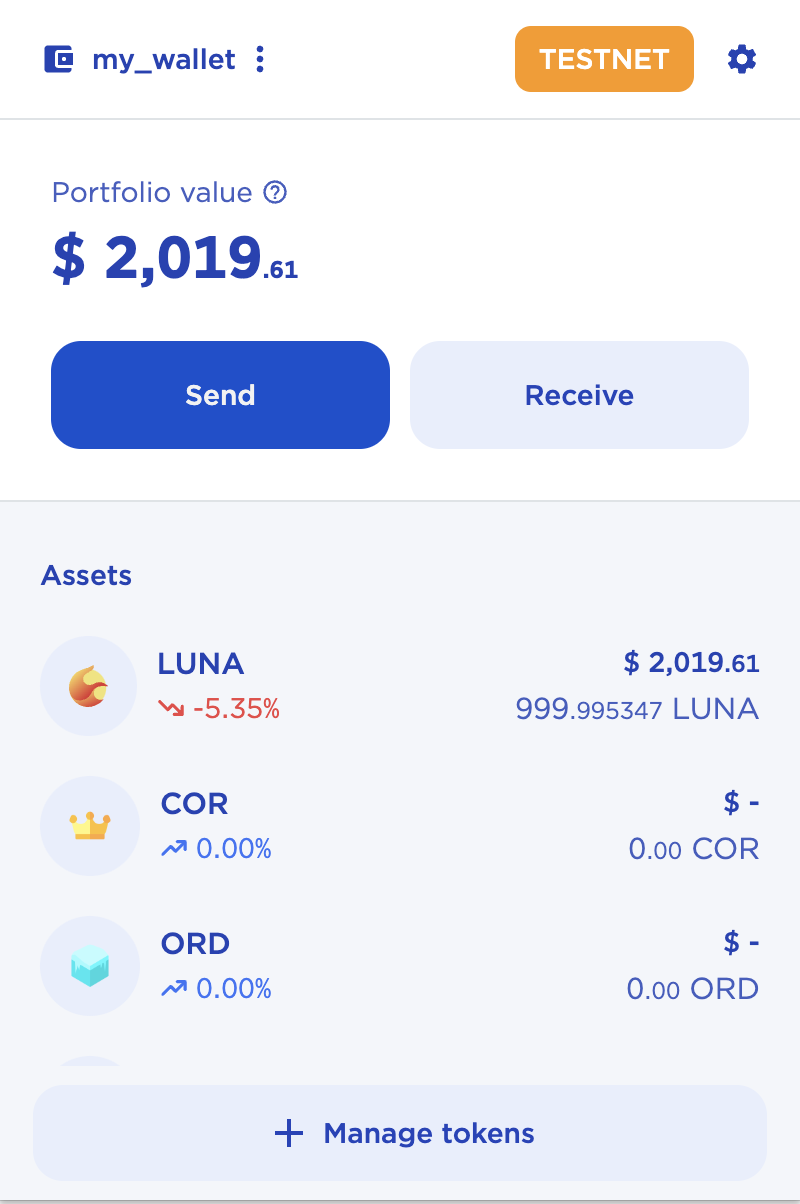 my_wallet
TESTNET
Portfolio value
$ 2,019.61
Send
Receive
Assets
LUNA
$ 2,019.61
-5.35%
999.995347 LUNA
COR
$ -
0.00%
0.00 COR
ORD
$ -
0.00%
0.00 ORD
Manage tokens